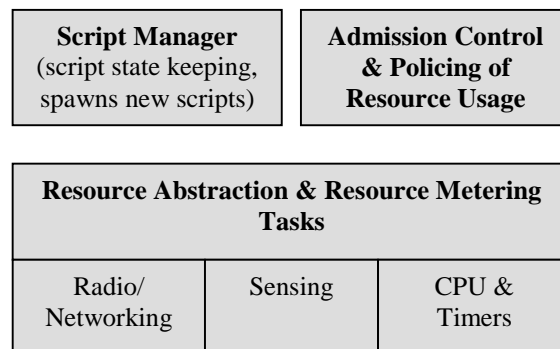 Script Manager
(script state keeping,
spawns new scripts)
Admission Control
& Policing of
Resource Usage
Resource Abstraction & Resource Metering
Tasks
Radio/
Networking
Sensing
CPU &
Timers